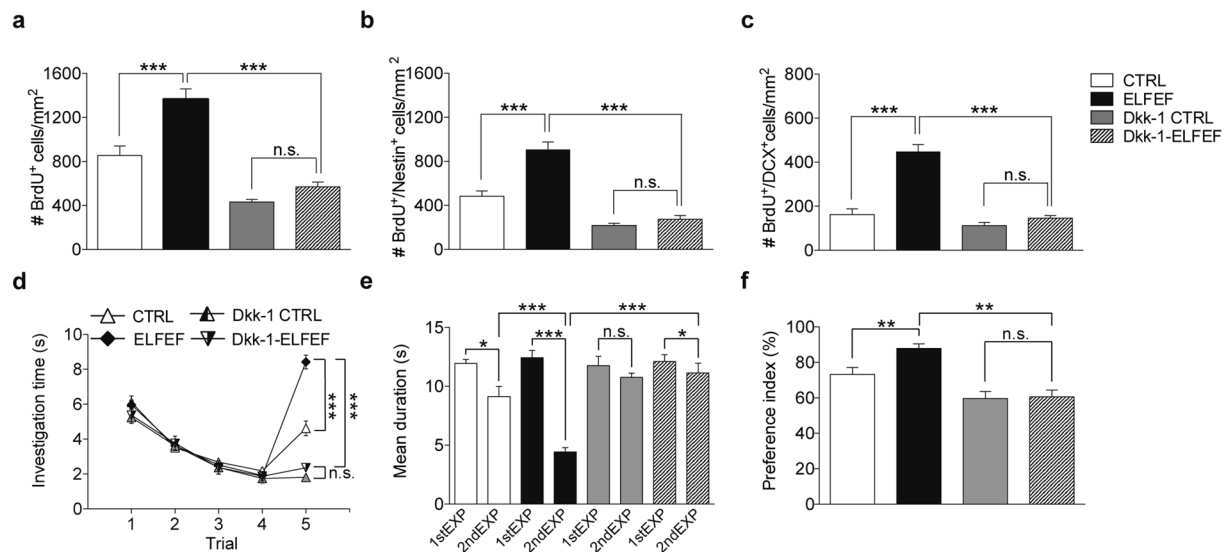 a
# BrdU+ cells/mm2
1600
1200
800
400
0
***
***
n.s.
b
# BrdU+/Nestin+ cells/mm2
1600
1200
800
400
0
***
***
n.s.
c
# BrdU+/DCX+cells/mm2
800
600
400
200
0
***
***
n.s.
CTRL
ELFEF
Dkk-1 CTRL
Dkk-1-ELFEF
d
CTRL
ELFEF
Dkk-1 CTRL
Dkk-1-ELFEF
Investigation time (s)
10
8
6
4
2
0
1 2 3 4 5
Trial
***
***
n.s.
e
Mean duration (s)
15
10
5
0
***
***
*
***
n.s.
*
1stEXP
2ndEXP
1stEXP
2ndEXP
1stEXP
2ndEXP
1stEXP
2ndEXP
f
Preference index (%)
100
80
60
40
20
0
**
**
n.s.